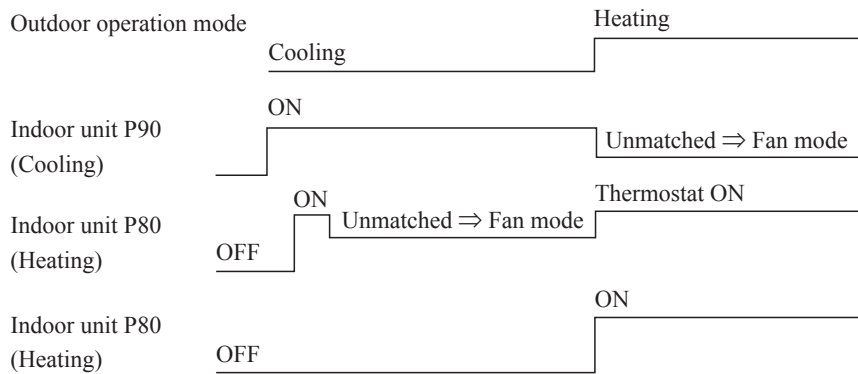 Outdoor operation mode
Heating
Cooling
ON
Indoor unit P90
(Cooling)
Unmatched ⇒ Fan mode
Thermostat ON
ON
Indoor unit P80
(Heating)
Unmatched ⇒ Fan mode
OFF
ON
Indoor unit P80
(Heating)
OFF